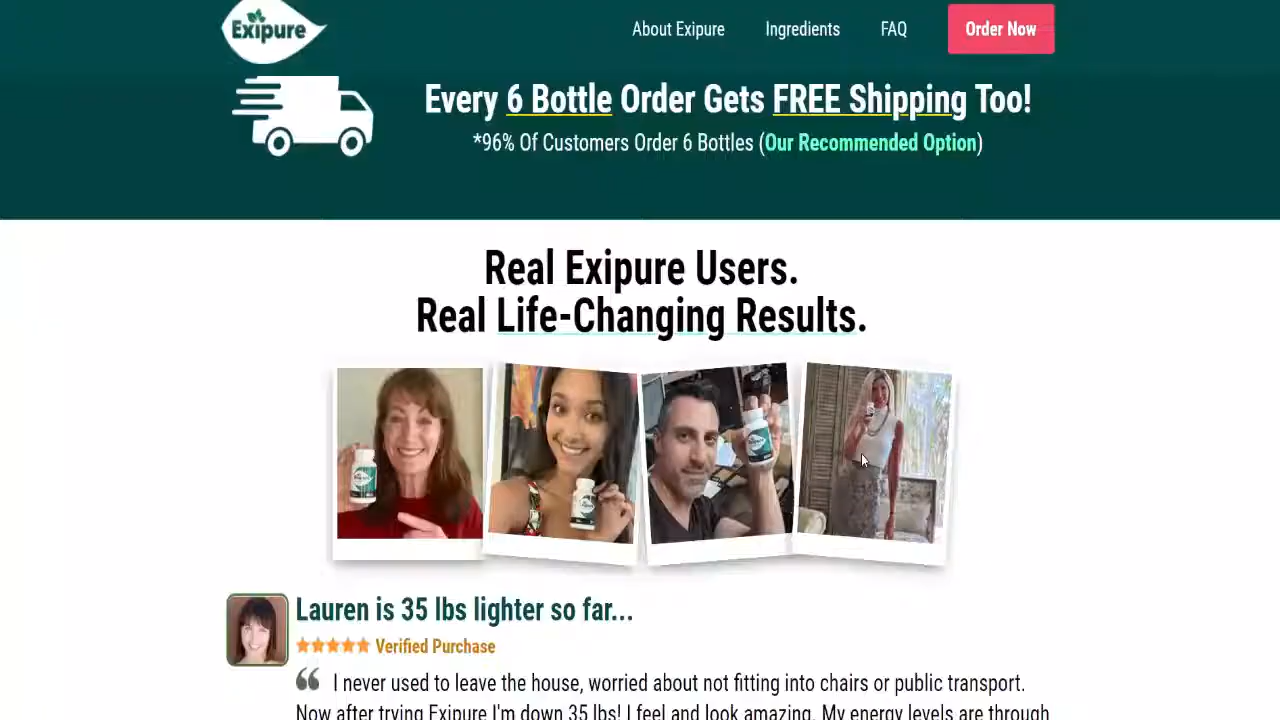 Exipure
About Exipure
Ingredients
FAQ
Order Now
Every 6 Bottle Order Gets FREE Shipping Too!
*96% Of Customers Order 6 Bottles (Our Recommended Option)
Real Exipure Users.
Real Life-Changing Results.
Lauren is 35 lbs lighter so far...
Verified Purchase
“ I never used to leave the house, worried about not fitting into chairs or public transport.
Now after trying Exipure I'm down 35 lbs! I feel and look amazing. My energy levels are through